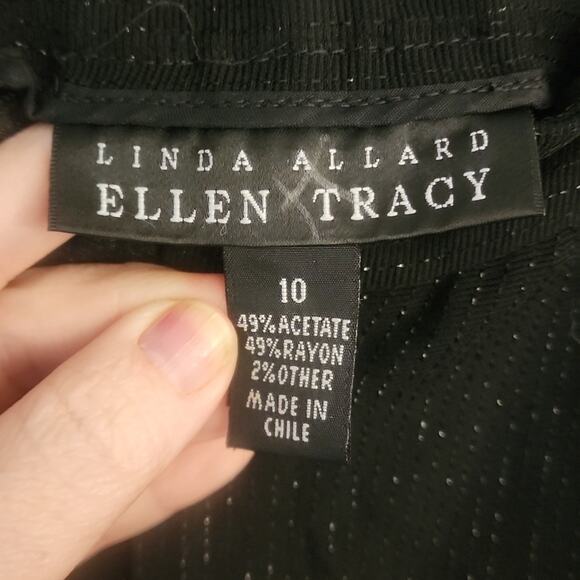 LINDA ALLARD
ELLEN TRACY
10
49% ACETATE
49% RAYON
2% OTHER
MADE IN
CHILE